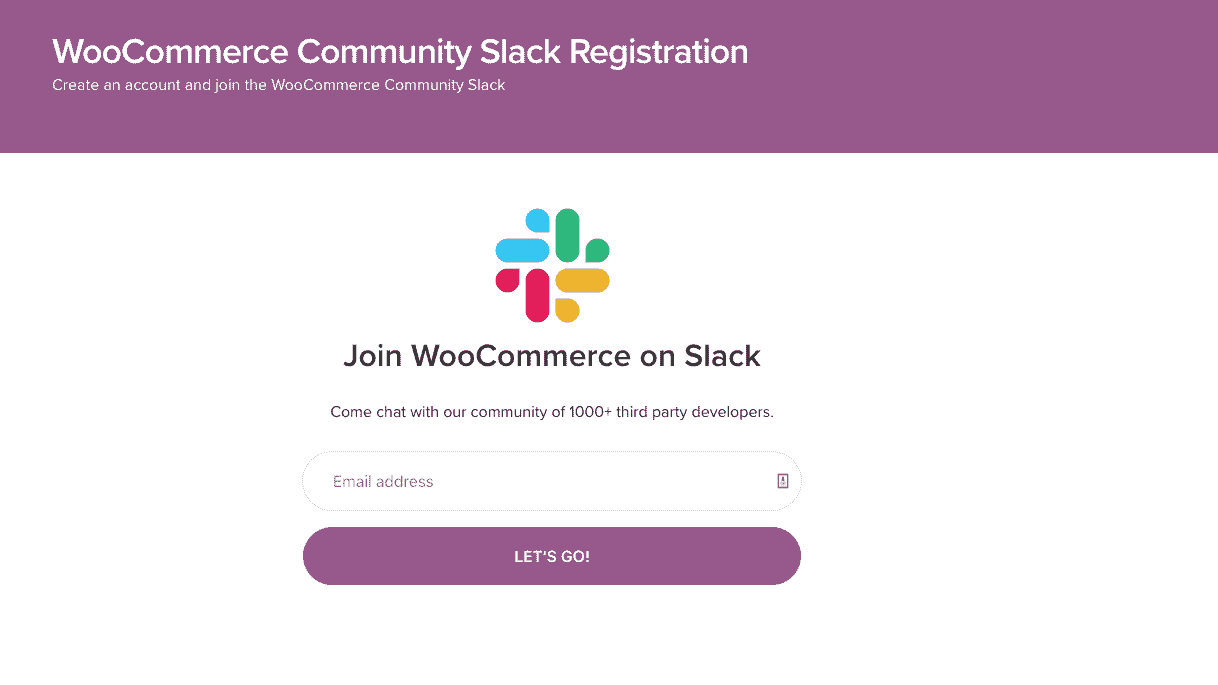 WooCommerce Community Slack Registration
Create an account and join the WooCommerce Community Slack
Join WooCommerce on Slack
Come chat with our community of 1000+ third party developers.
Email address
LET'S GO!